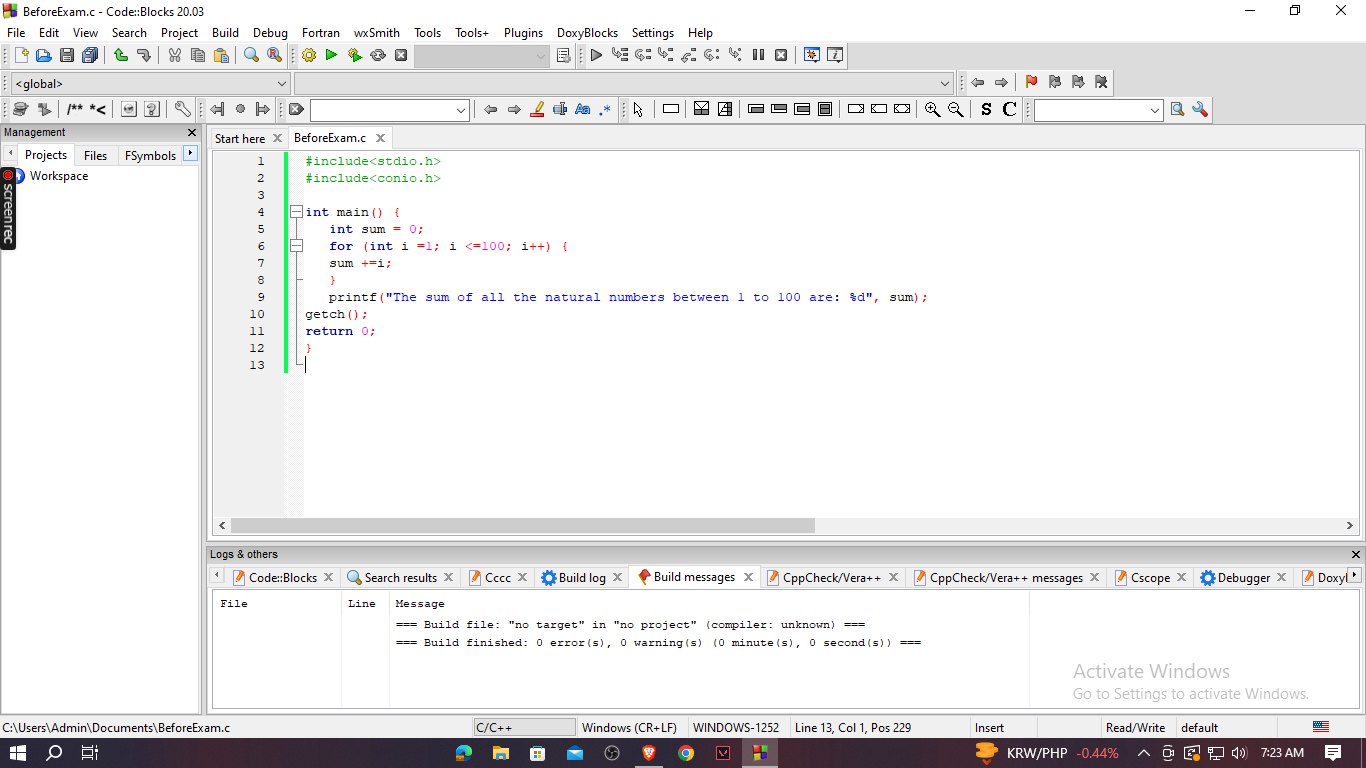 BeforeExam.c - Code::Blocks 20.03
File Edit View Search Project Build Debug Fortran wxSmith Tools Tools+ Plugins DoxyBlocks Settings Help
<global>
/** *<
Aa .*
S C
Management
Start here BeforeExam.c
Projects Files FSymbols
Workspace
screenrec
1 #include<stdio.h>
2 #include<conio.h>
3
4 int main() {
5 int sum = 0;
6 for (int i =1; i <=100; i++) {
7 sum +=i;
8 }
9 printf("The sum of all the natural numbers between 1 to 100 are: %d", sum);
10 getch();
11 return 0;
12 }
13
Logs & others
Code::Blocks Search results Cccc Build log Build messages CppCheck/Vera++ CppCheck/Vera++ messages Cscope Debugger Doxyl
File Line Message
=== Build file: "no target" in "no project" (compiler: unknown) ===
=== Build finished: 0 error(s), 0 warning(s) (0 minute(s), 0 second(s)) ===
Activate Windows
Go to Settings to activate Windows.
C:\Users\Admin\Documents\BeforeExam.c C/C++ Windows (CR+LF) WINDOWS-1252 Line 13, Col 1, Pos 229 Insert Read/Write default
KRW/PHP -0.44% 7:23 AM